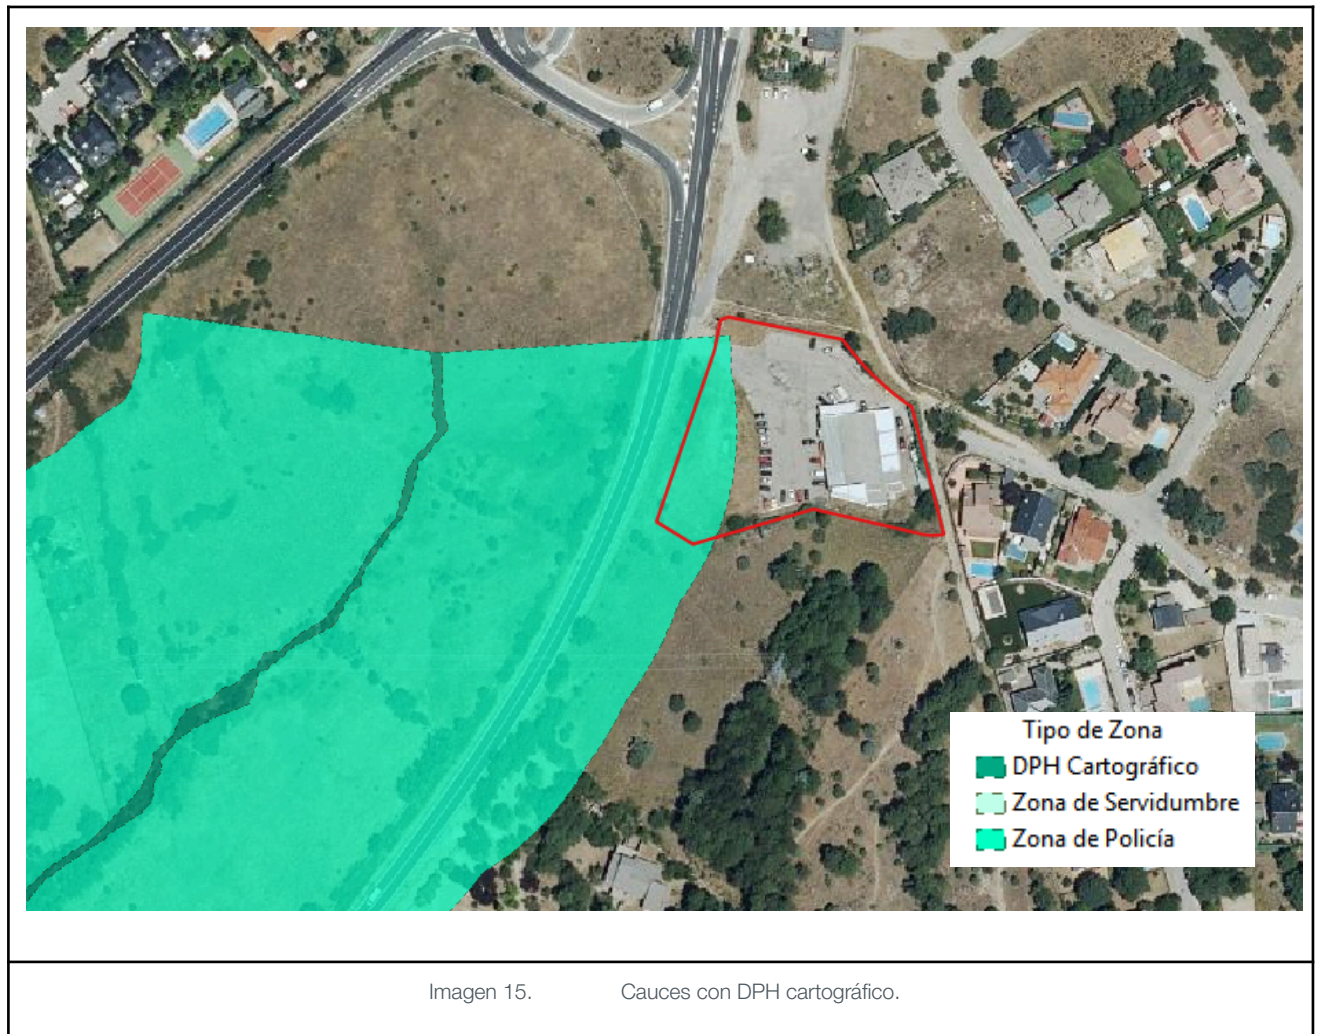 Tipo de Zona
DPH Cartográfico
Zona de Servidumbre
Zona de Policía
Imagen 15. Cauces con DPH cartográfico.